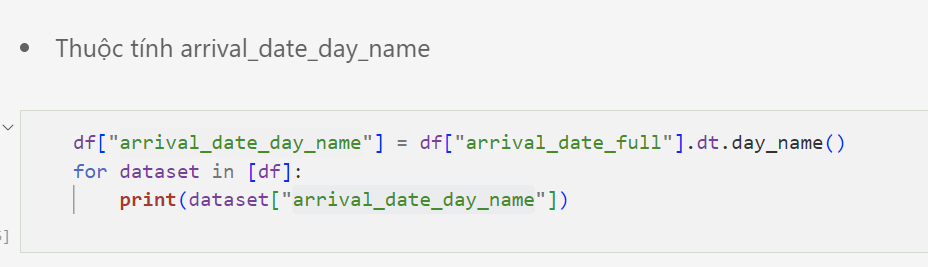 • Thuộc tính arrival_date_day_name
df["arrival_date_day_name"] = df["arrival_date_full"].dt.day_name()
for dataset in [df]:
    print(dataset["arrival_date_day_name"])
]